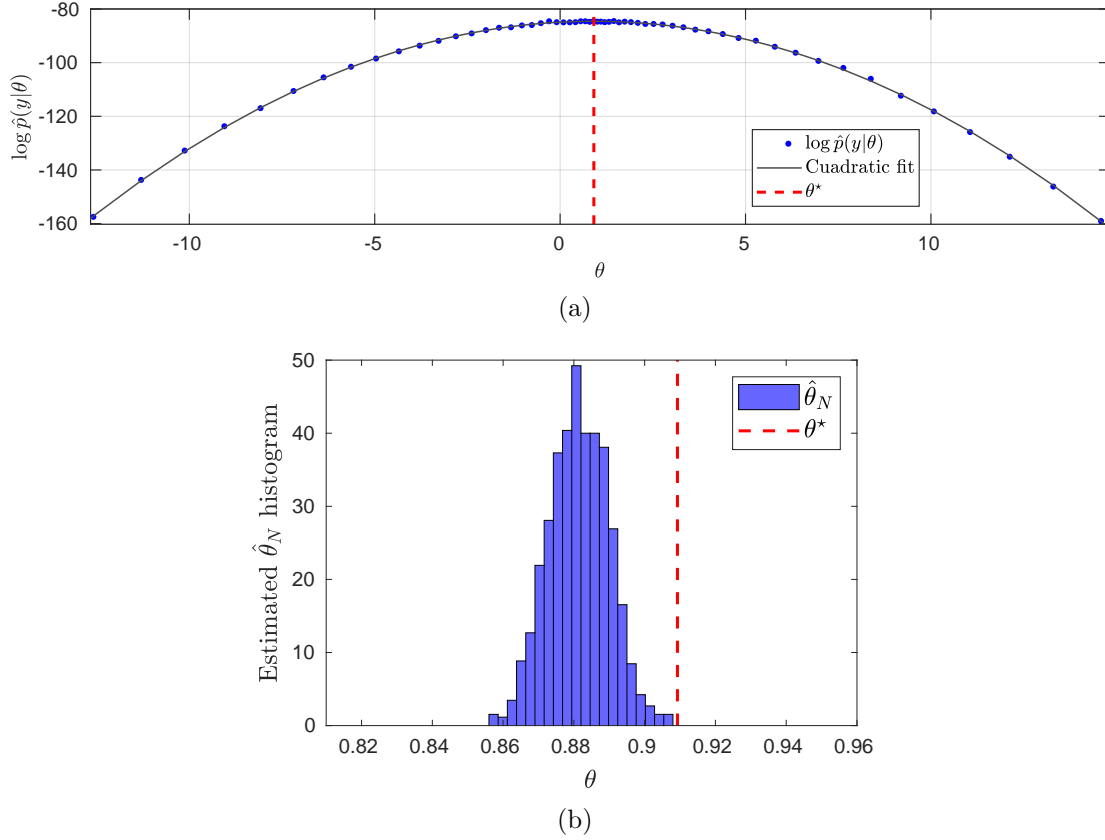 -80
-100
-120
-140
-160
log p̂(y|θ)
log p̂(y|θ)
Cuadratic fit
θ⋆
-10
-5
0
5
10
θ
(a)
50
40
30
20
10
0
Estimated θ̂_N histogram
θ̂_N
θ⋆
0.82
0.84
0.86
0.88
0.9
0.92
0.94
0.96
θ
(b)